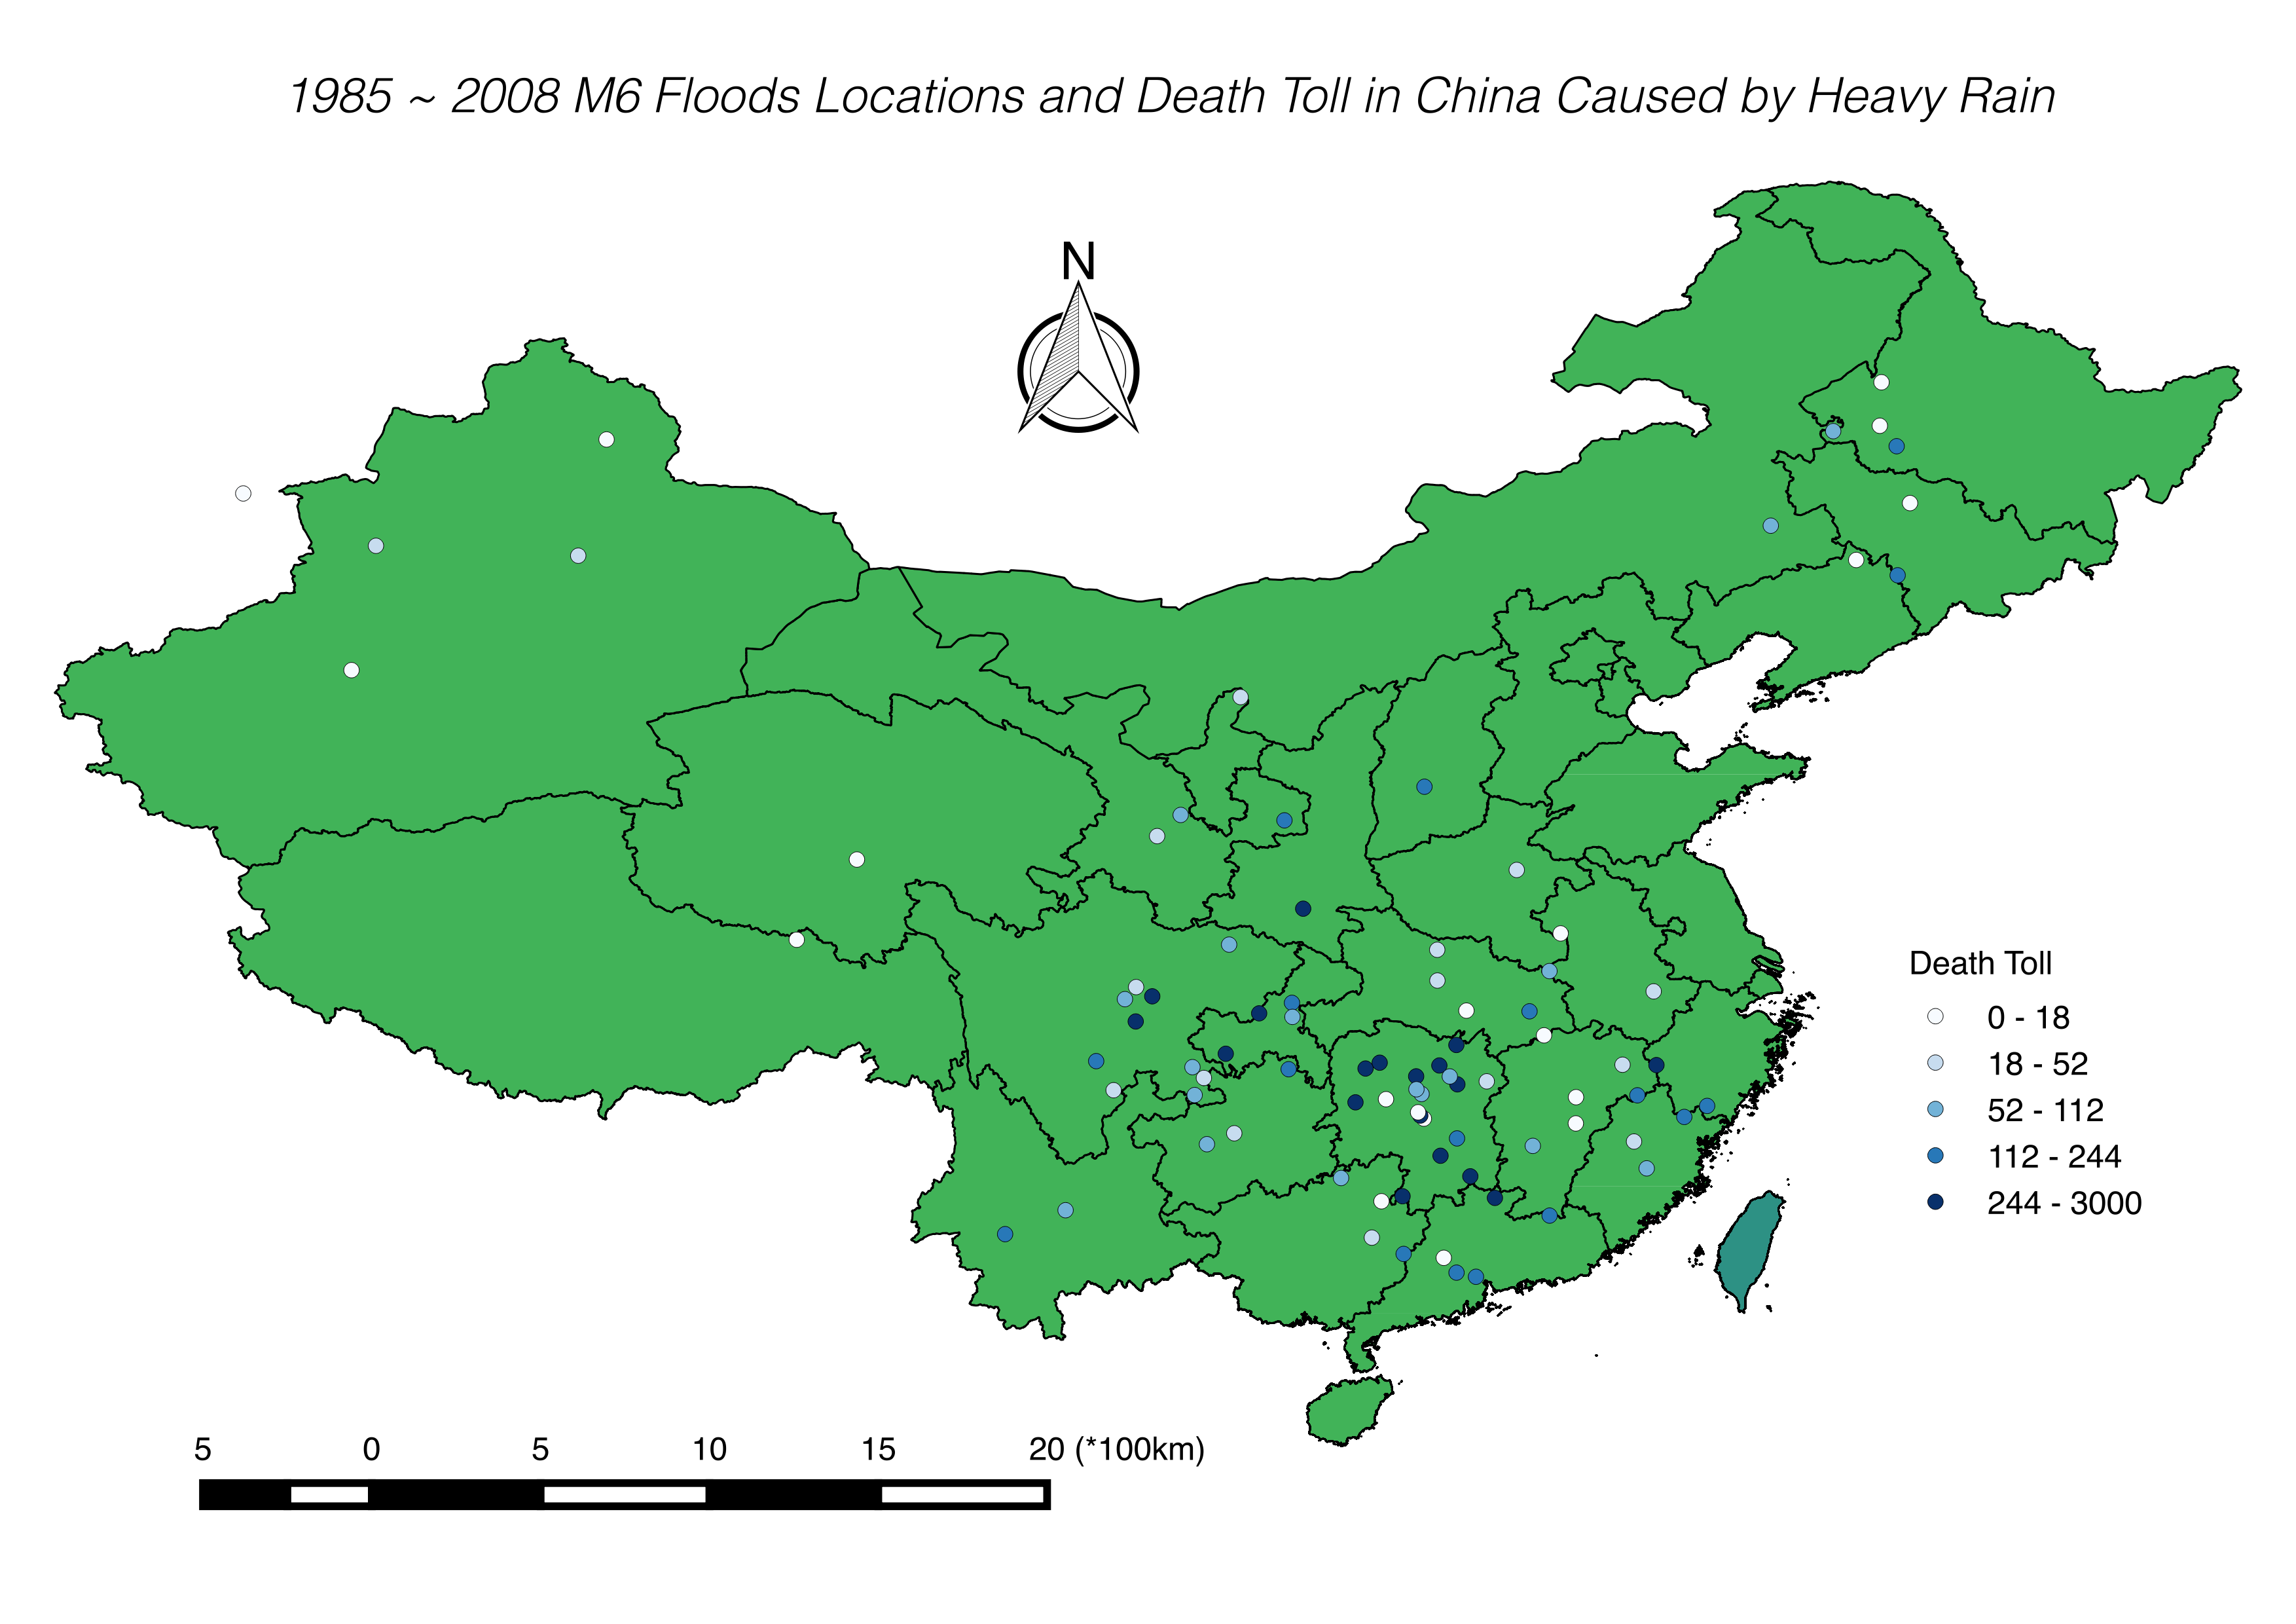 1985 ~ 2008 M6 Floods Locations and Death Toll in China Caused by Heavy Rain
N
Death Toll
0 - 18
18 - 52
52 - 112
112 - 244
244 - 3000
5 0 5 10 15 20 (*100km)